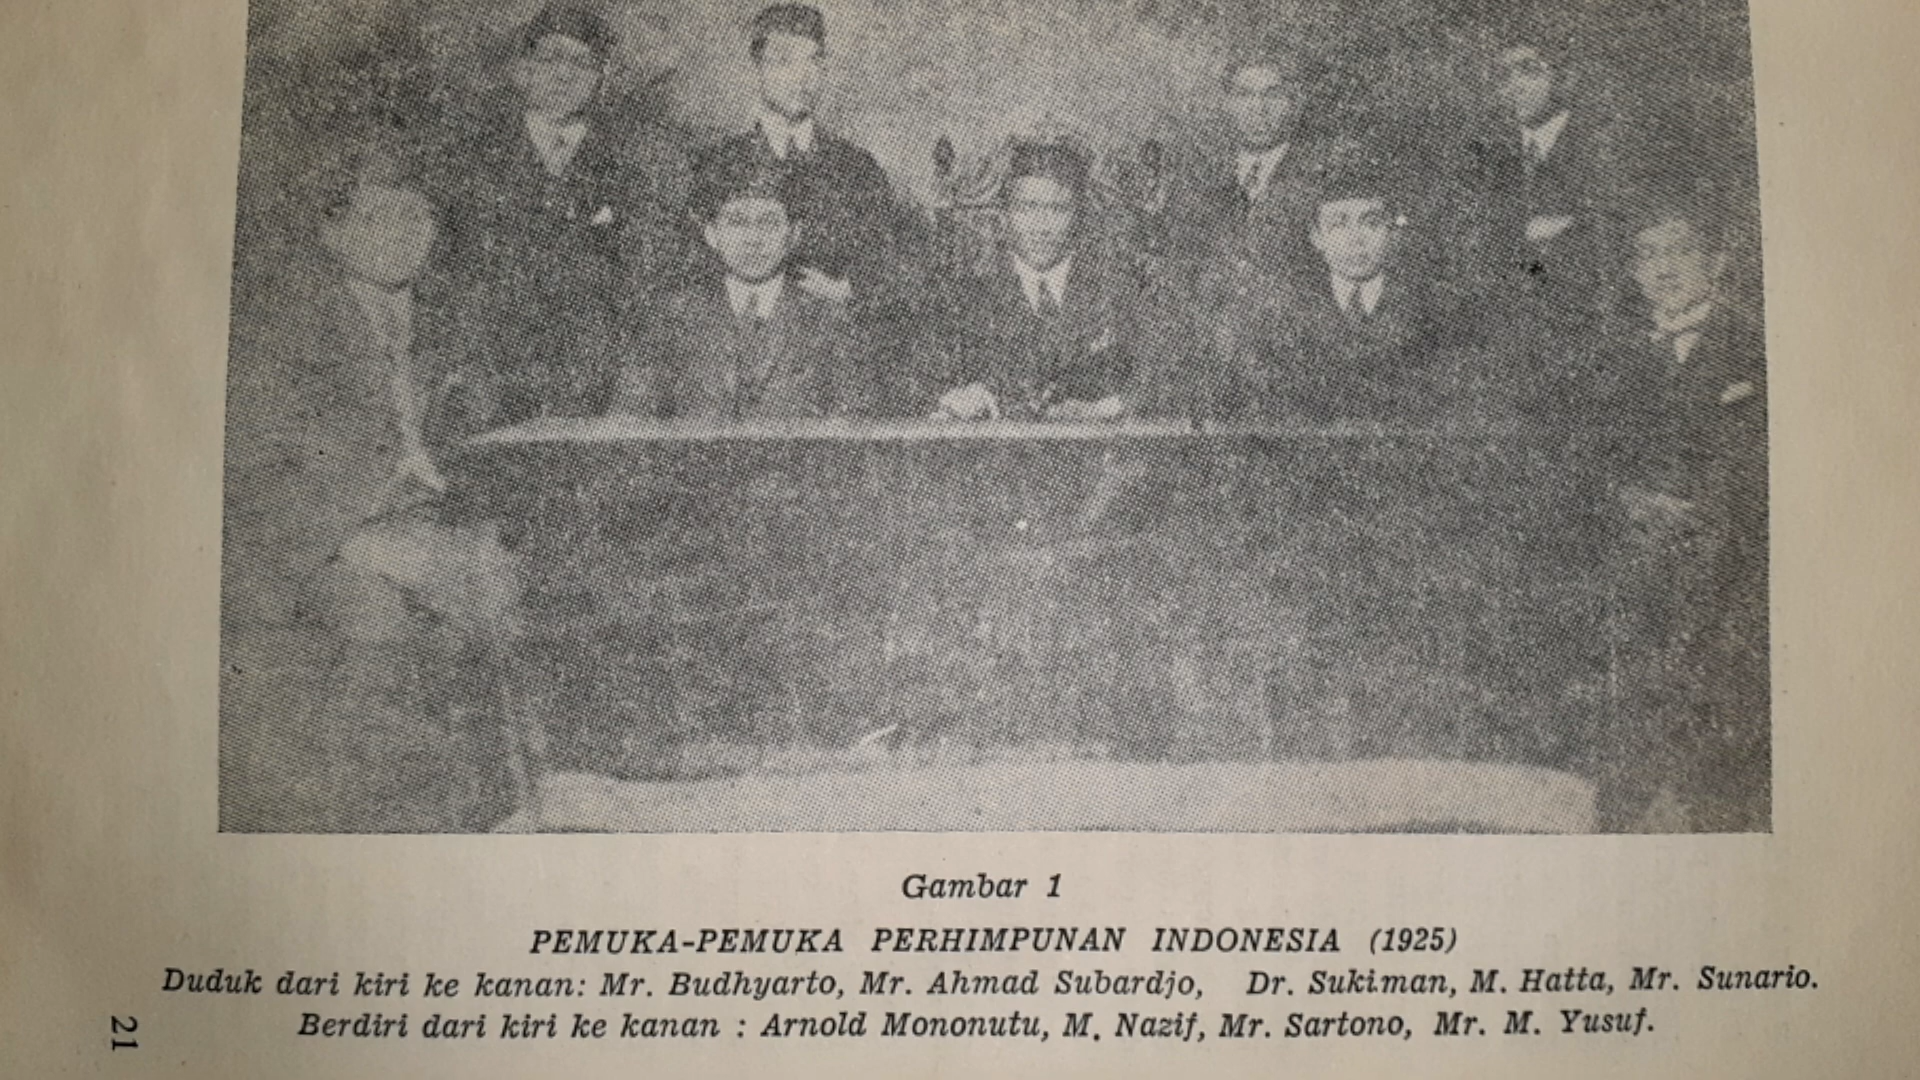 Gambar 1
PEMUKA-PEMUKA PERHIMPUNAN INDONESIA (1925)
Duduk dari kiri ke kanan: Mr. Budhyarto, Mr. Ahmad Subardjo, Dr. Sukiman, M. Hatta, Mr. Sunario.
Berdiri dari kiri ke kanan : Arnold Mononutu, M. Nazif, Mr. Sartono, Mr. M. Yusuf.
21